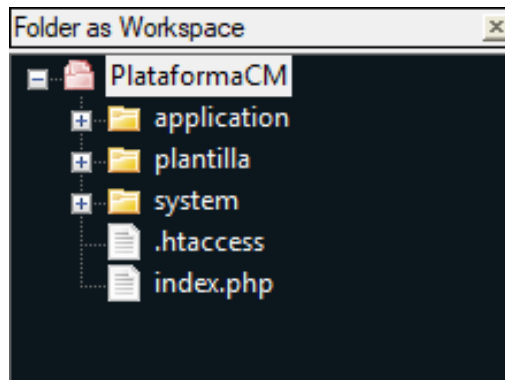 Folder as Workspace
PlataformaCM
application
plantilla
system
.htaccess
index.php